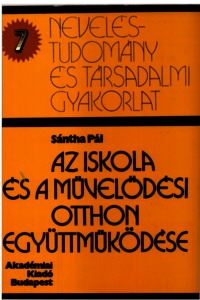 7
NEVELÉS-
TUDOMÁNY
ÉS TÁRSADALMI
GYAKORLAT
Sántha Pál
AZ ISKOLA
ÉS A MŰVELŐDÉSI
OTTHON
EGYÜTTMŰKÖDÉSE
Akadémiai
Kiadó
Budapest